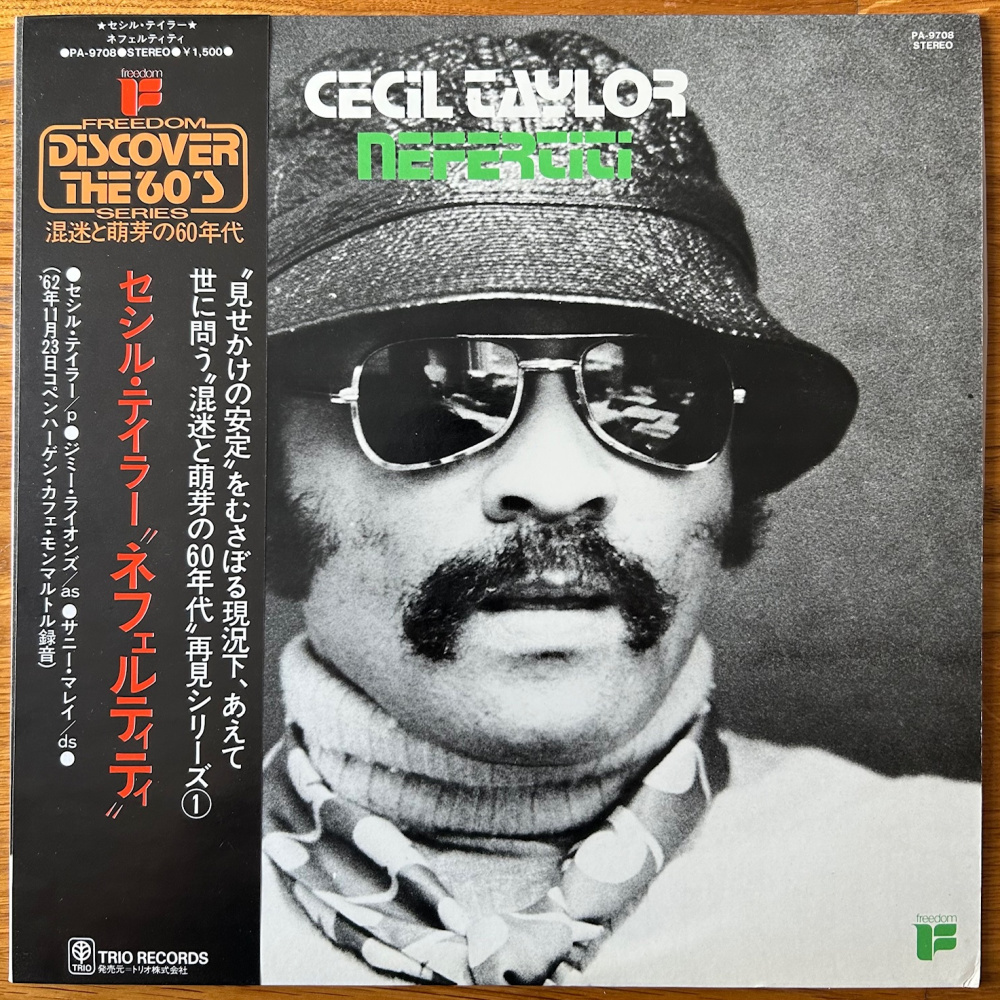 ★セシル・テイラー★
ネフェルティティ
●PA-9708●STEREO●¥1,500●
freedom
FREEDOM
DISCOVER
THE '60'S
SERIES
混迷と萌芽の60年代
〝見せかけの安定〟をむさぼる現況下、あえて
世に問う〝混迷と萌芽の60年代〟再見シリーズ①
セシル・テイラー〝ネフェルティティ〟
●セシル・テイラー/p●ジミー・ライオンズ/as●サニー・マレイ/ds●
('62年11月23日コペンハーゲン・カフェ・モンマルトル録音)
TRIO
TRIO RECORDS
発売元=トリオ株式会社
PA-9708
STEREO
CECIL TAYLOR
NEFERTITI
freedom